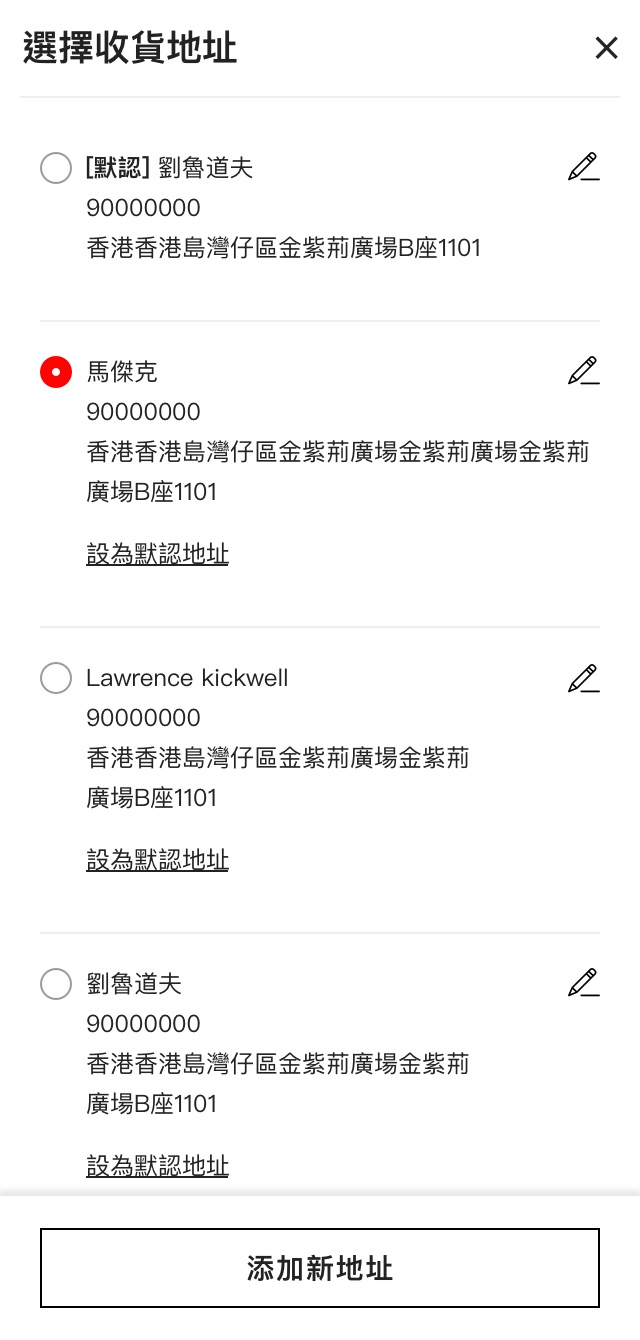 選擇收貨地址
[默認] 劉魯道夫
90000000
香港香港島灣仔區金紫荊廣場B座1101
馬傑克
90000000
香港香港島灣仔區金紫荊廣場金紫荊廣場金紫荊
廣場B座1101
設為默認地址
Lawrence kickwell
90000000
香港香港島灣仔區金紫荊廣場金紫荊
廣場B座1101
設為默認地址
劉魯道夫
90000000
香港香港島灣仔區金紫荊廣場金紫荊
廣場B座1101
設為默認地址
添加新地址